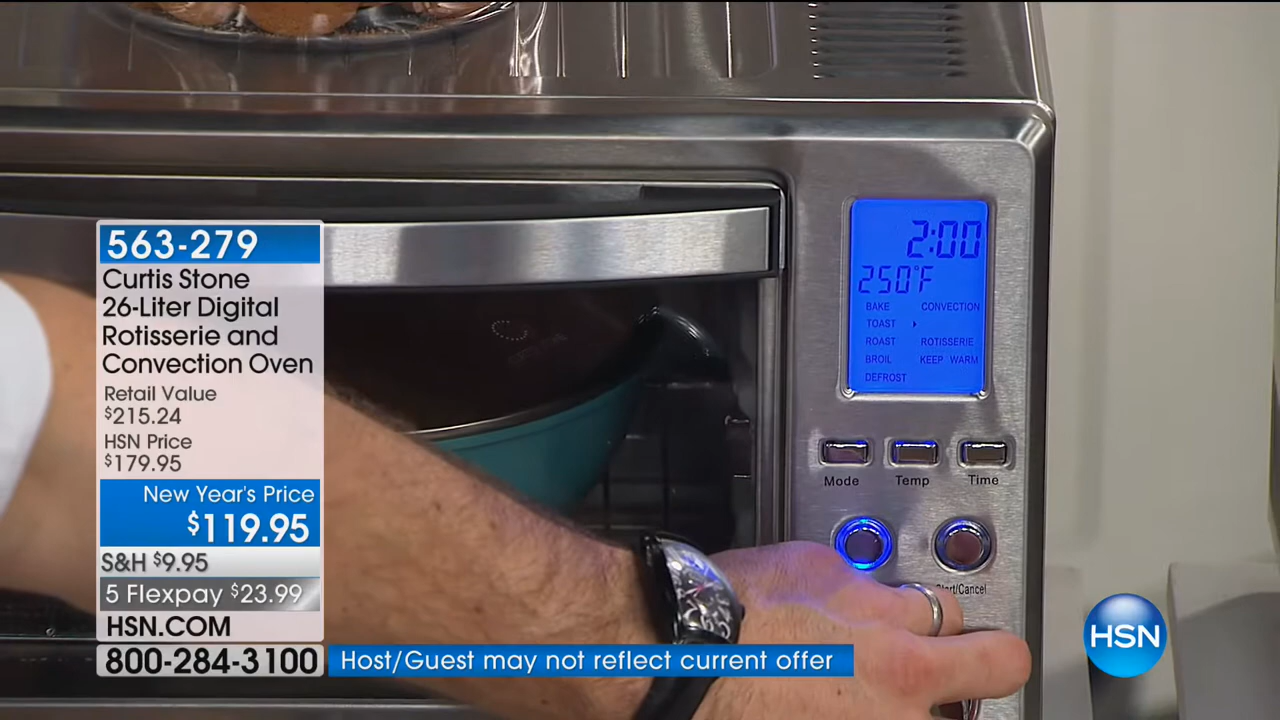 563-279
Curtis Stone
26-Liter Digital
Rotisserie and
Convection Oven
Retail Value
$215.24
HSN Price
$179.95
New Year's Price
$119.95
S&H $9.95
5 Flexpay $23.99
HSN.COM
800-284-3100
Host/Guest may not reflect current offer
2:00
250°F
BAKE CONVECTION
TOAST
ROAST ROTISSERIE
BROIL KEEP WARM
DEFROST
Mode Temp Time
HSN